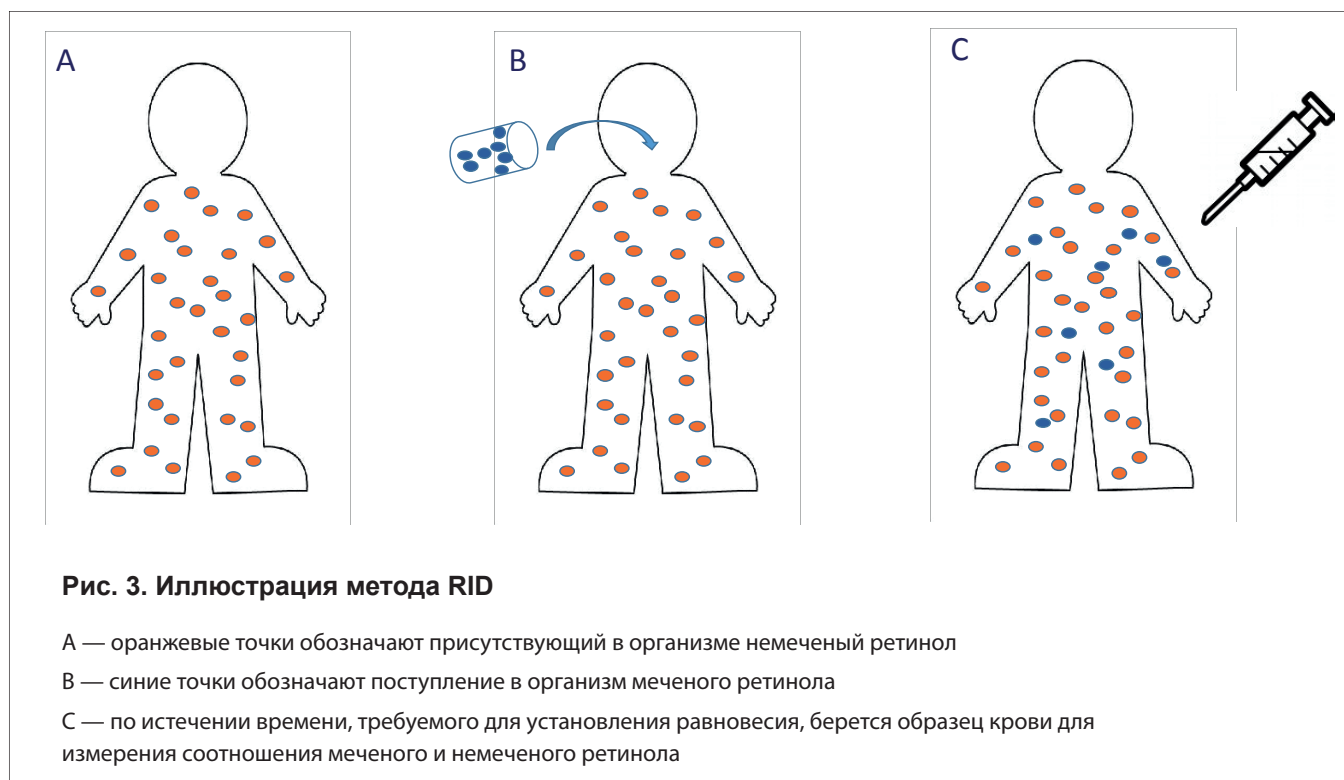 A
B
C
Рис. 3. Иллюстрация метода RID
A — оранжевые точки обозначают присутствующий в организме немеченый ретинол
B — синие точки обозначают поступление в организм меченого ретинола
C — по истечении времени, требуемого для установления равновесия, берется образец крови для
измерения соотношения меченого и немеченого ретинола